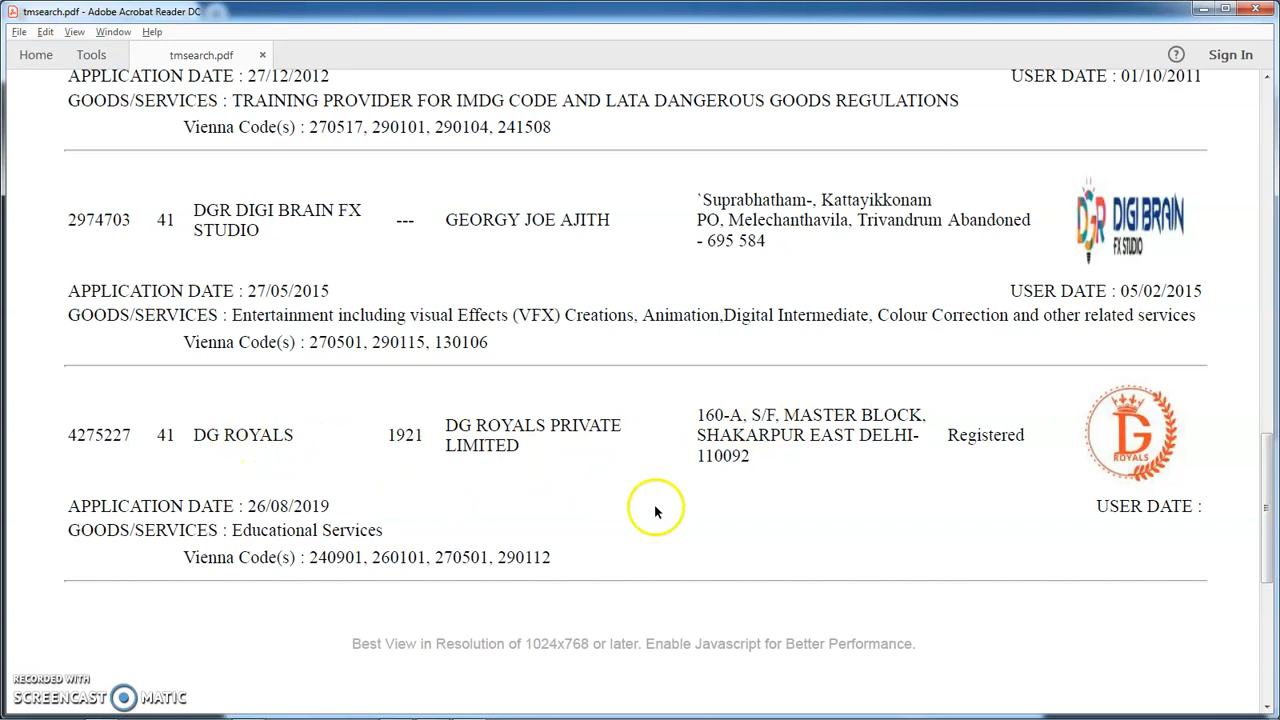 tmsearch.pdf - Adobe Acrobat Reader DC
File Edit View Window Help
Home Tools tmsearch.pdf × ? Sign In
APPLICATION DATE : 27/12/2012 USER DATE : 01/10/2011
GOODS/SERVICES : TRAINING PROVIDER FOR IMDG CODE AND LATA DANGEROUS GOODS REGULATIONS
Vienna Code(s) : 270517, 290101, 290104, 241508
2974703 41 DGR DIGI BRAIN FX STUDIO --- GEORGY JOE AJITH
`Suprabhatham-, Kattayikkonam
PO, Melechanthavila, Trivandrum Abandoned
- 695 584
DGR DIGI BRAIN
FX STUDIO
APPLICATION DATE : 27/05/2015 USER DATE : 05/02/2015
GOODS/SERVICES : Entertainment including visual Effects (VFX) Creations, Animation,Digital Intermediate, Colour Correction and other related services
Vienna Code(s) : 270501, 290115, 130106
4275227 41 DG ROYALS 1921 DG ROYALS PRIVATE LIMITED
160-A, S/F, MASTER BLOCK,
SHAKARPUR EAST DELHI- Registered
110092
D
ROYALS
APPLICATION DATE : 26/08/2019 USER DATE :
GOODS/SERVICES : Educational Services
Vienna Code(s) : 240901, 260101, 270501, 290112
Best View in Resolution of 1024x768 or later. Enable Javascript for Better Performance.
RECORDED WITH
SCREENCAST MATIC